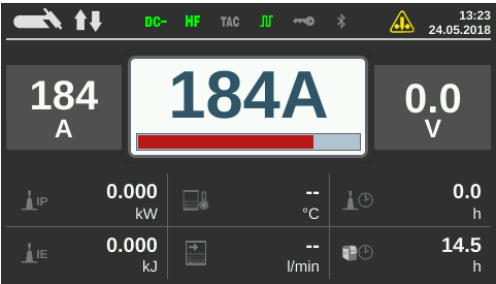 DC- HF TAC 13:23
24.05.2018
184 A
184A
0.0 V
IP 0.000 kW
-- °C
0.0 h
IE 0.000 kJ
-- l/min
14.5 h